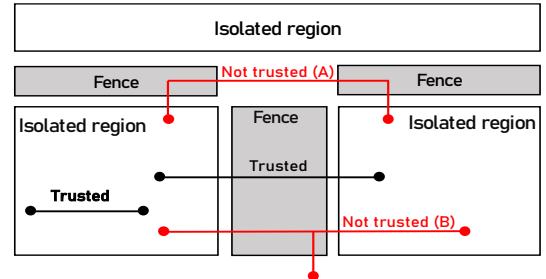 Isolated region
Not trusted (A)
Fence
Fence
Isolated region
Fence
Isolated region
Trusted
Trusted
Not trusted (B)